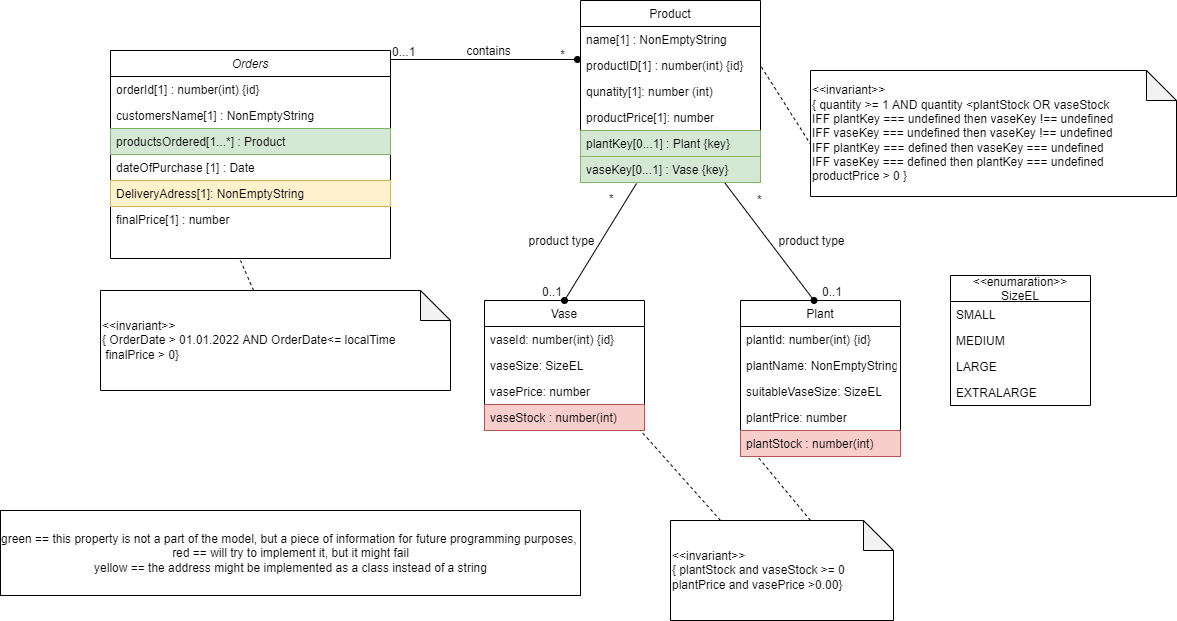 Product
name[1] : NonEmptyString
productID[1] : number(int) {id}
qunatity[1]: number (int)
productPrice[1]: number
plantKey[0...1] : Plant {key}
vaseKey[0...1] : Vase {key}
0...1
contains
*
Orders
orderId[1] : number(int) {id}
customersName[1] : NonEmptyString
productsOrdered[1...*] : Product
dateOfPurchase [1] : Date
DeliveryAdress[1]: NonEmptyString
finalPrice[1] : number
<<invariant>>
{ quantity >= 1 AND quantity <plantStock OR vaseStock
IFF plantKey === undefined then vaseKey !== undefined
IFF vaseKey === undefined then vaseKey !== undefined
IFF plantKey === defined then vaseKey === undefined
IFF vaseKey === defined then plantKey === undefined
productPrice > 0 }
*
*
product type
product type
0..1
0..1
<<invariant>>
{ OrderDate > 01.01.2022 AND OrderDate<= localTime
finalPrice > 0}
Vase
vaseId: number(int) {id}
vaseSize: SizeEL
vasePrice: number
vaseStock : number(int)
Plant
plantId: number(int) {id}
plantName: NonEmptyString
suitableVaseSize: SizeEL
plantPrice: number
plantStock : number(int)
<<enumaration>>
SizeEL
SMALL
MEDIUM
LARGE
EXTRALARGE
green == this property is not a part of the model, but a piece of information for future programming purposes,
red == will try to implement it, but it might fail
yellow == the address might be implemented as a class instead of a string
<<invariant>>
{ plantStock and vaseStock >= 0
plantPrice and vasePrice >0.00}